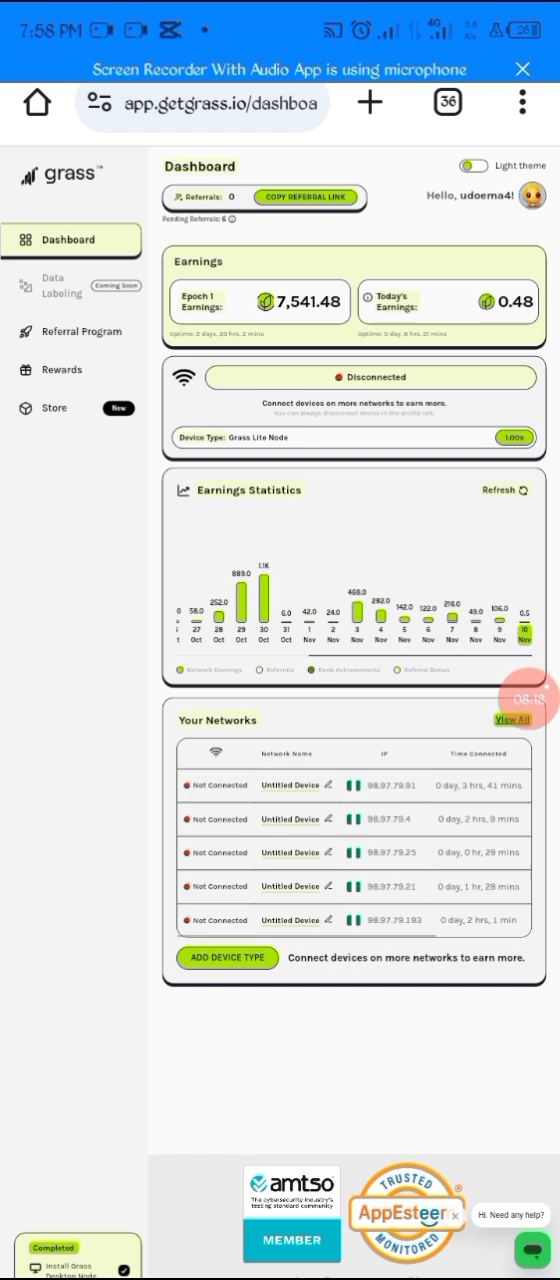 7:58 PM
4G
26
Screen Recorder With Audio App is using microphone
app.getgrass.io/dashboa
36
grass™
Dashboard
Light theme
Referrals: 0
COPY REFERRAL LINK
Hello, udoema4!
Pending Referrals: 6
Dashboard
Data Labeling
Coming Soon
Referral Program
Rewards
Store
New
Earnings
Epoch 1 Earnings:
7,541.48
Today's Earnings:
0.48
Uptime: 2 days, 20 hrs, 2 mins
Uptime: 0 day, 6 hrs, 21 mins
Disconnected
Connect devices on more networks to earn more.
You can always disconnect device in the profile tab.
Device Type: Grass Lite Node
1.00x
Earnings Statistics
Refresh
0 58.0 252.0 889.0 1.1K 6.0 42.0 24.0 468.0 282.0 142.0 122.0 216.0 49.0 106.0 0.5
27 28 29 30 31 1 2 3 4 5 6 7 8 9 10
t Oct Oct Oct Oct Oct Nov Nov Nov Nov Nov Nov Nov Nov Nov Nov
Network Earnings
Referrals
Rank Achievements
Referral Bonus
08:18
Your Networks
View All
Network Name
IP
Time Connected
Not Connected Untitled Device 98.97.79.91 0 day, 3 hrs, 41 mins
Not Connected Untitled Device 98.97.79.4 0 day, 2 hrs, 9 mins
Not Connected Untitled Device 98.97.79.25 0 day, 0 hr, 29 mins
Not Connected Untitled Device 98.97.79.21 0 day, 1 hr, 28 mins
Not Connected Untitled Device 98.97.79.193 0 day, 2 hrs, 1 min
ADD DEVICE TYPE
Connect devices on more networks to earn more.
amtso
The cybersecurity industry's
testing standard community
MEMBER
TRUSTED
AppEsteem
MONITORED
Hi. Need any help?
Completed
Install Grass
Desktop Node